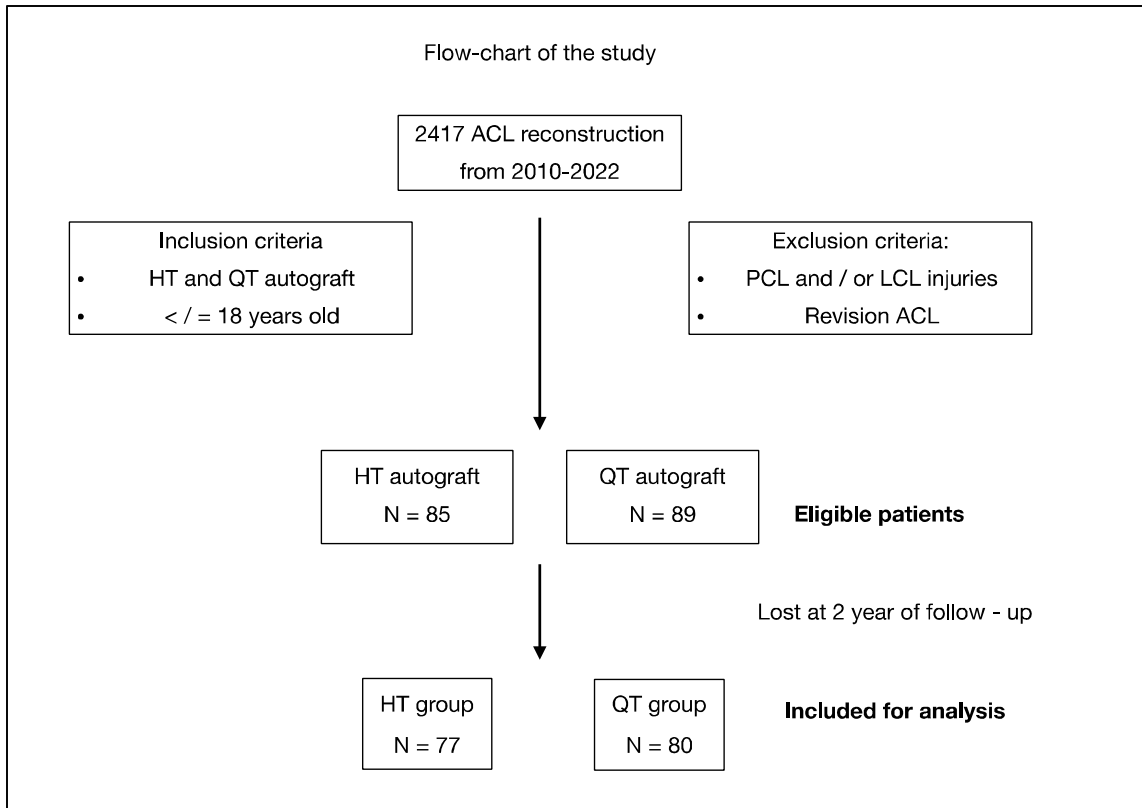 Flow-chart of the study
2417 ACL reconstruction
from 2010-2022
Inclusion criteria
• HT and QT autograft
• < / = 18 years old
Exclusion criteria:
• PCL and / or LCL injuries
• Revision ACL
HT autograft
N = 85
QT autograft
N = 89
Eligible patients
Lost at 2 year of follow - up
HT group
N = 77
QT group
N = 80
Included for analysis